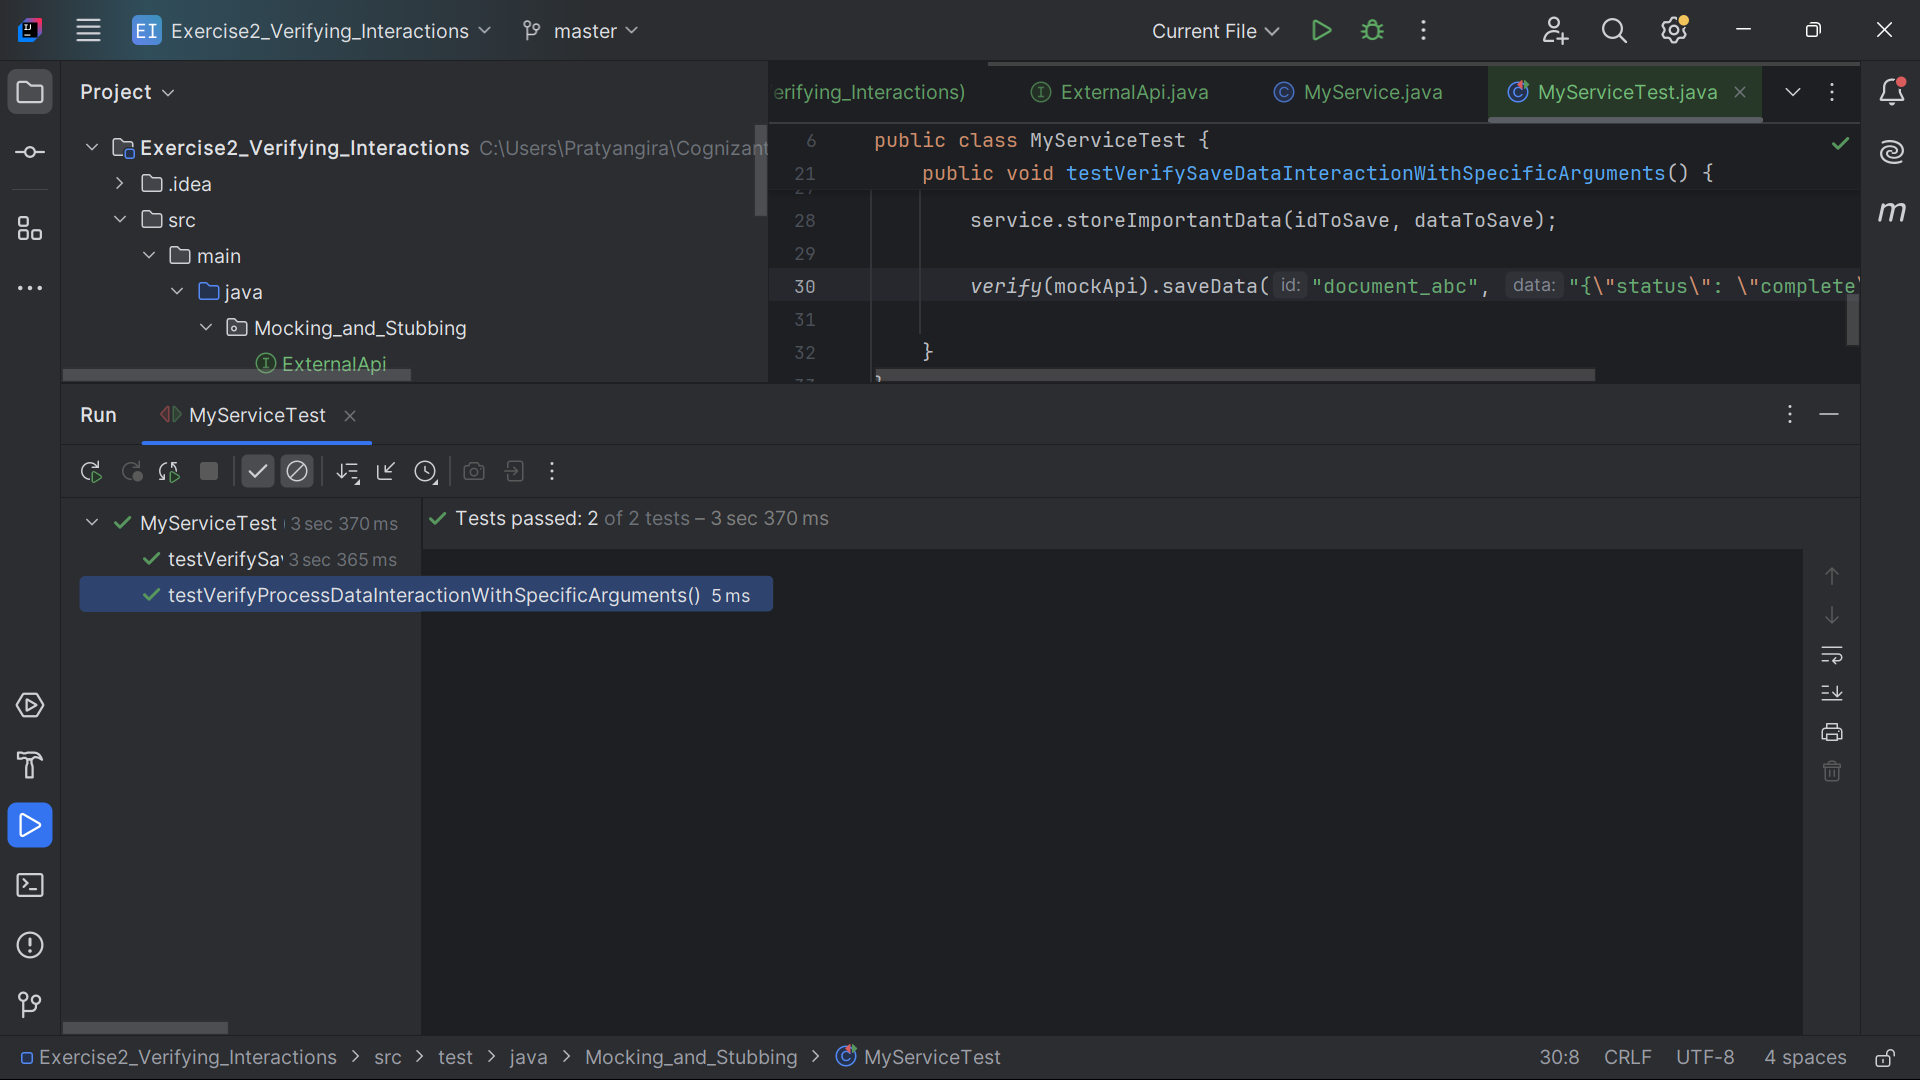 EI Exercise2_Verifying_Interactions master Current File
Project
erifying_Interactions) ExternalApi.java MyService.java MyServiceTest.java
Exercise2_Verifying_Interactions C:\Users\Pratyangira\Cognizant
.idea
src
main
java
Mocking_and_Stubbing
ExternalApi
6 public class MyServiceTest {
21 public void testVerifySaveDataInteractionWithSpecificArguments() {
28 service.storeImportantData(idToSave, dataToSave);
29
30 verify(mockApi).saveData( id: "document_abc", data: "{\"status\": \"complete\
31
32 }
Run MyServiceTest
MyServiceTest 3 sec 370 ms
testVerifySav 3 sec 365 ms
testVerifyProcessDataInteractionWithSpecificArguments() 5 ms
Tests passed: 2 of 2 tests – 3 sec 370 ms
Exercise2_Verifying_Interactions > src > test > java > Mocking_and_Stubbing > MyServiceTest
30:8 CRLF UTF-8 4 spaces